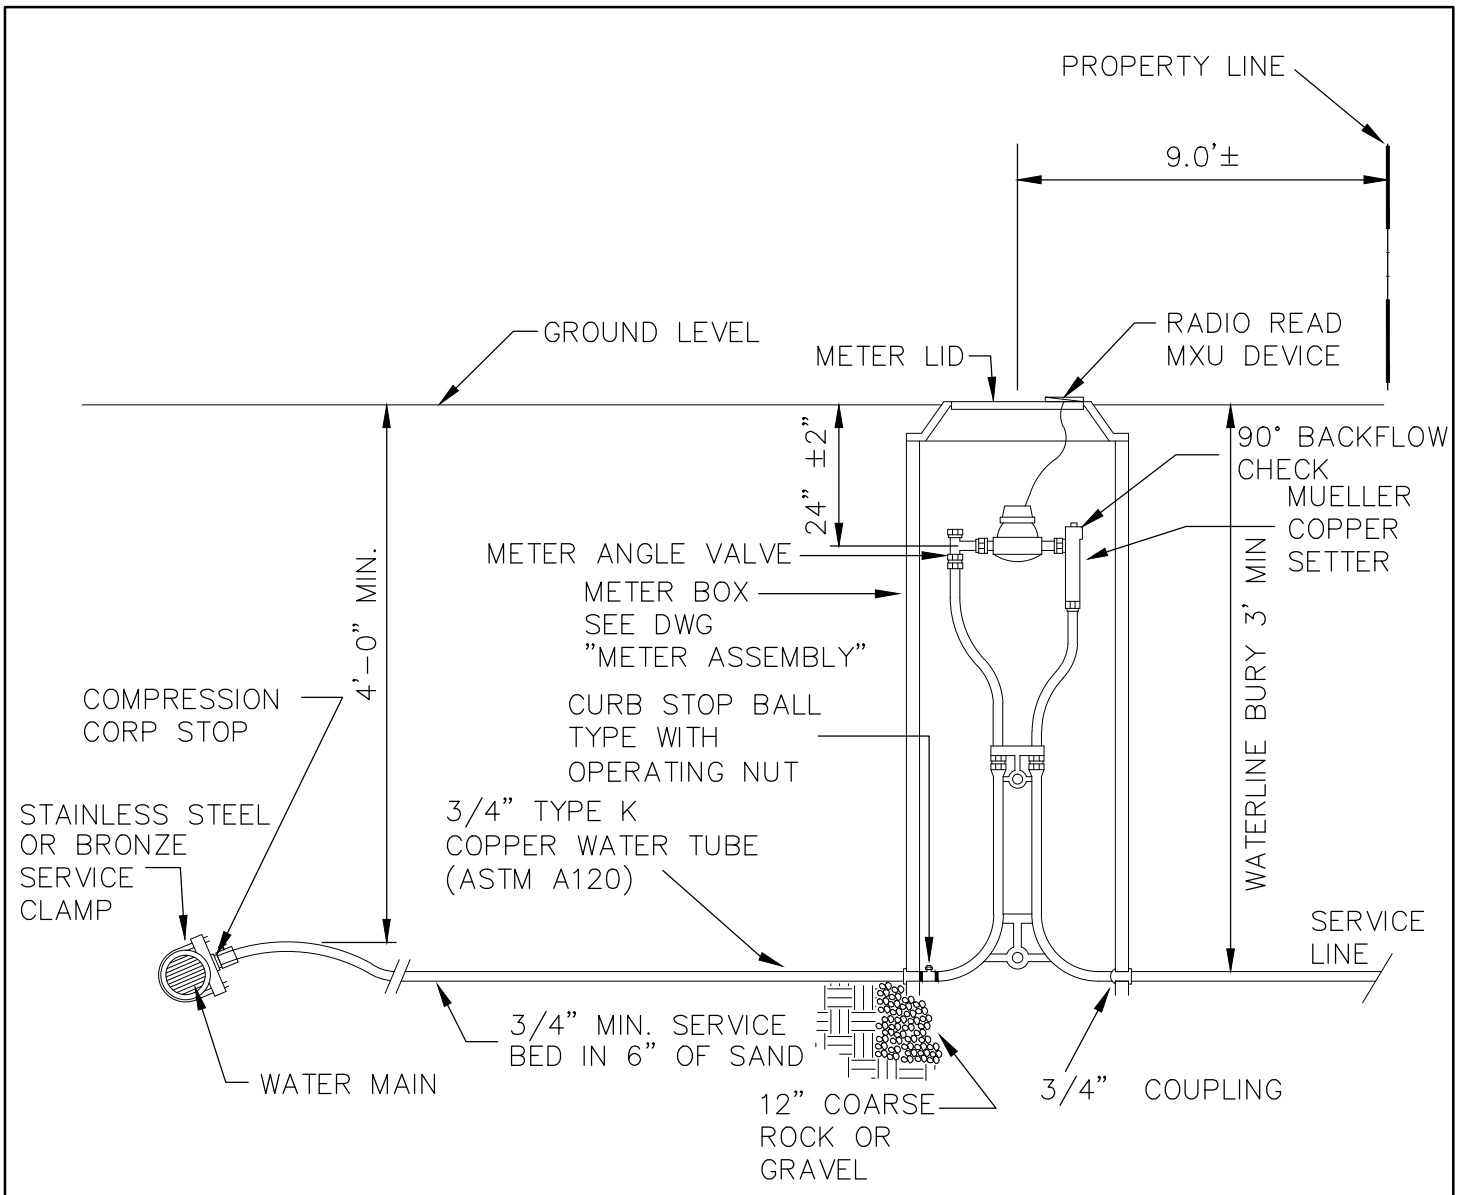 PROPERTY LINE
9.0'±
GROUND LEVEL
METER LID
RADIO READ
MXU DEVICE
24" ±2"
90° BACKFLOW
CHECK
MUELLER
COPPER
SETTER
METER ANGLE VALVE
METER BOX
SEE DWG
"METER ASSEMBLY"
4'-0" MIN.
WATERLINE BURY 3' MIN
COMPRESSION
CORP STOP
CURB STOP BALL
TYPE WITH
OPERATING NUT
STAINLESS STEEL
OR BRONZE
SERVICE
CLAMP
3/4" TYPE K
COPPER WATER TUBE
(ASTM A120)
SERVICE
LINE
3/4" MIN. SERVICE
BED IN 6" OF SAND
WATER MAIN
12" COARSE
ROCK OR
GRAVEL
3/4" COUPLING